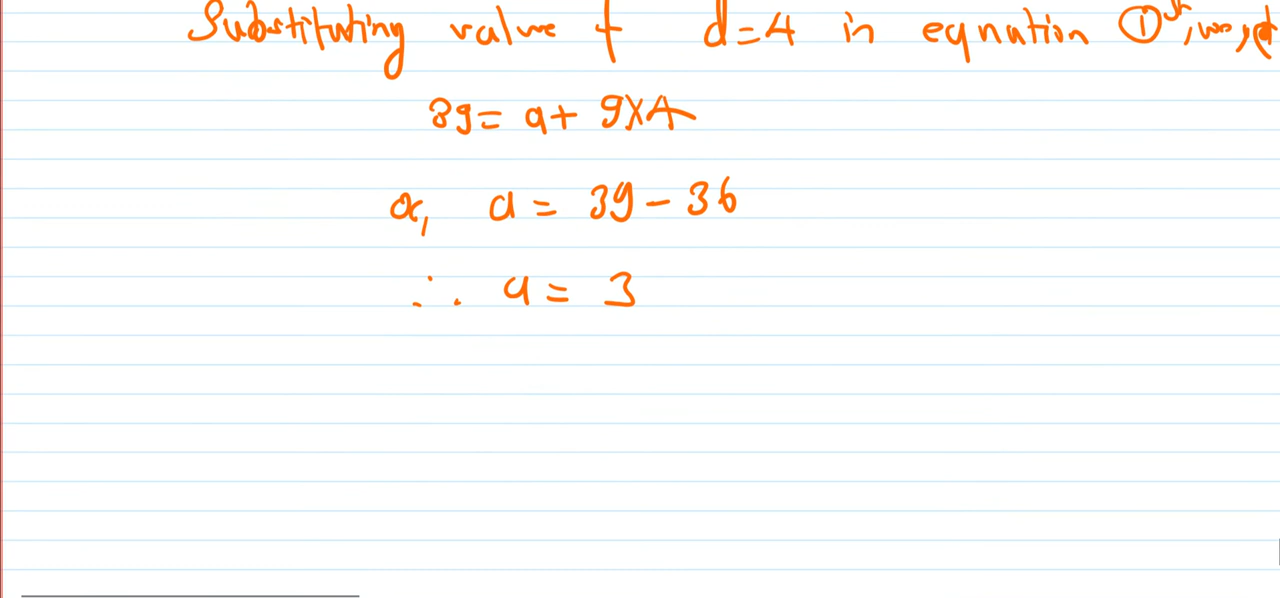 Substituting value of d=4 in equation ①st, we get
39= a+ 9×4
or, a = 39-36
∴ a = 3